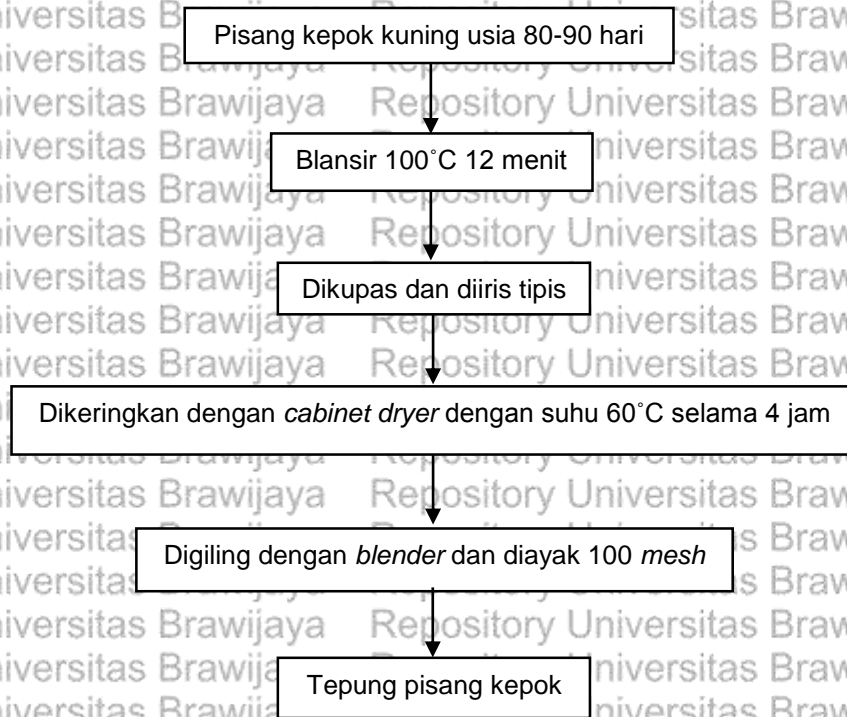 Pisang kepok kuning usia 80-90 hari
Blansir 100˚C 12 menit
Dikupas dan diiris tipis
Dikeringkan dengan cabinet dryer dengan suhu 60˚C selama 4 jam
Digiling dengan blender dan diayak 100 mesh
Tepung pisang kepok